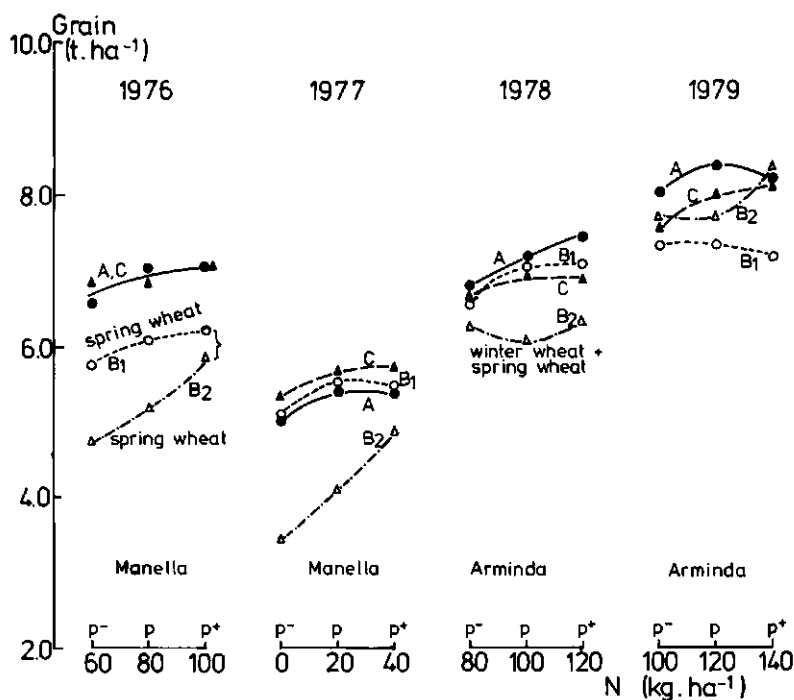 Grain
(t. ha⁻¹)
10.0
8.0
6.0
4.0
2.0
1976
1977
1978
1979
A,C
spring wheat
B1
B2
spring wheat
C
B1
A
B2
A
B1
C
B2
winter wheat +
spring wheat
A
C
B2
B1
Manella
Manella
Arminda
Arminda
p⁻ p p⁺
p⁻ p p⁺
p⁻ p p⁺
p⁻ p p⁺
60 80 100
0 20 40
80 100 120
100 120 140
N (kg. ha⁻¹)